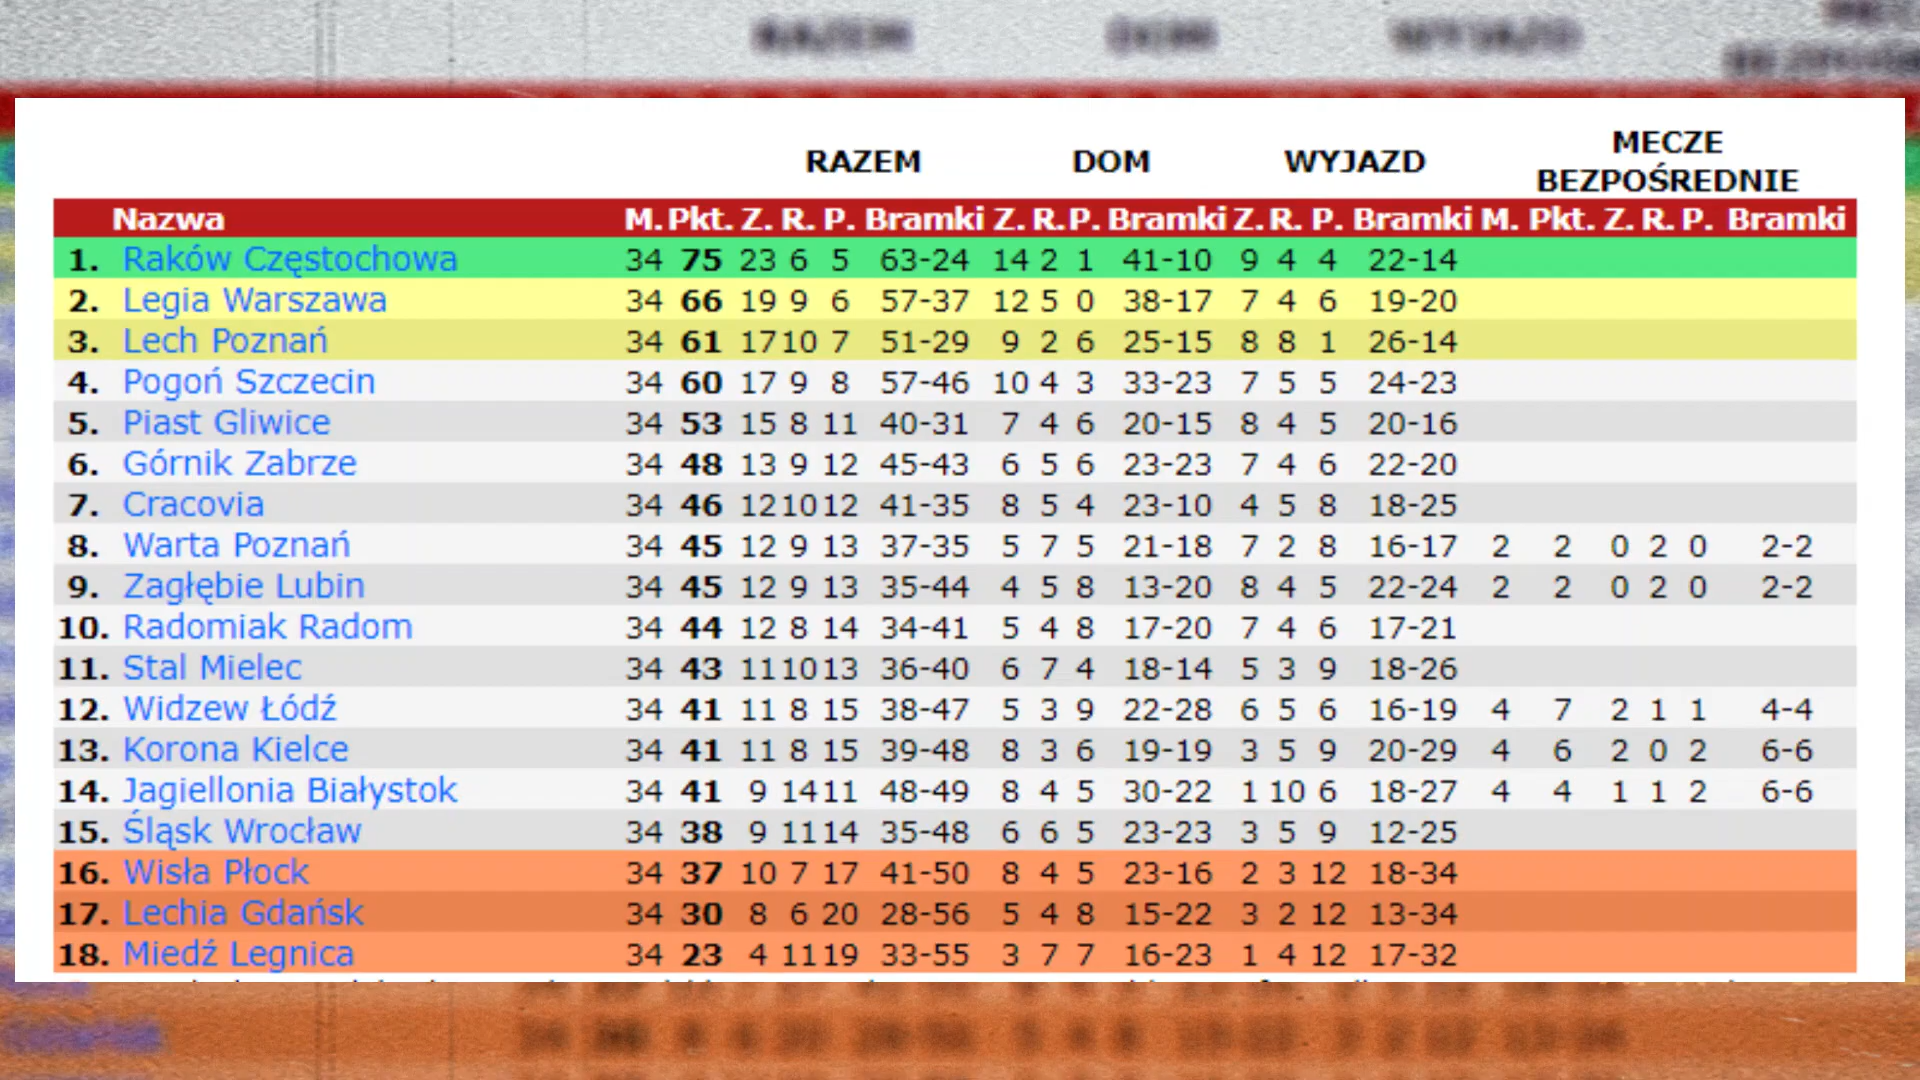 RAZEM DOM WYJAZD MECZE BEZPOŚREDNIE
Nazwa M. Pkt. Z. R. P. Bramki Z. R. P. Bramki Z. R. P. Bramki M. Pkt. Z. R. P. Bramki
1. Raków Częstochowa 34 75 23 6 5 63-24 14 2 1 41-10 9 4 4 22-14
2. Legia Warszawa 34 66 19 9 6 57-37 12 5 0 38-17 7 4 6 19-20
3. Lech Poznań 34 61 17 10 7 51-29 9 2 6 25-15 8 8 1 26-14
4. Pogoń Szczecin 34 60 17 9 8 57-46 10 4 3 33-23 7 5 5 24-23
5. Piast Gliwice 34 53 15 8 11 40-31 7 4 6 20-15 8 4 5 20-16
6. Górnik Zabrze 34 48 13 9 12 45-43 6 5 6 23-23 7 4 6 22-20
7. Cracovia 34 46 12 10 12 41-35 8 5 4 23-10 4 5 8 18-25
8. Warta Poznań 34 45 12 9 13 37-35 5 7 5 21-18 7 2 8 16-17 2 2 0 2 0 2-2
9. Zagłębie Lubin 34 45 12 9 13 35-44 4 5 8 13-20 8 4 5 22-24 2 2 0 2 0 2-2
10. Radomiak Radom 34 44 12 8 14 34-41 5 4 8 17-20 7 4 6 17-21
11. Stal Mielec 34 43 11 10 13 36-40 6 7 4 18-14 5 3 9 18-26
12. Widzew Łódź 34 41 11 8 15 38-47 5 3 9 22-28 6 5 6 16-19 4 7 2 1 1 4-4
13. Korona Kielce 34 41 11 8 15 39-48 8 3 6 19-19 3 5 9 20-29 4 6 2 0 2 6-6
14. Jagiellonia Białystok 34 41 9 14 11 48-49 8 4 5 30-22 1 10 6 18-27 4 4 1 1 2 6-6
15. Śląsk Wrocław 34 38 9 11 14 35-48 6 6 5 23-23 3 5 9 12-25
16. Wisła Płock 34 37 10 7 17 41-50 8 4 5 23-16 2 3 12 18-34
17. Lechia Gdańsk 34 30 8 6 20 28-56 5 4 8 15-22 3 2 12 13-34
18. Miedź Legnica 34 23 4 11 19 33-55 3 7 7 16-23 1 4 12 17-32